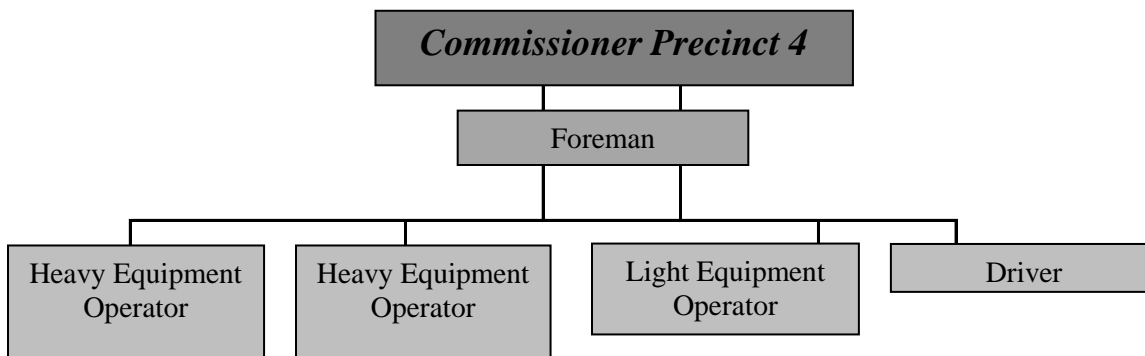 Commissioner Precinct 4
Foreman
Heavy Equipment
Operator
Heavy Equipment
Operator
Light Equipment
Operator
Driver